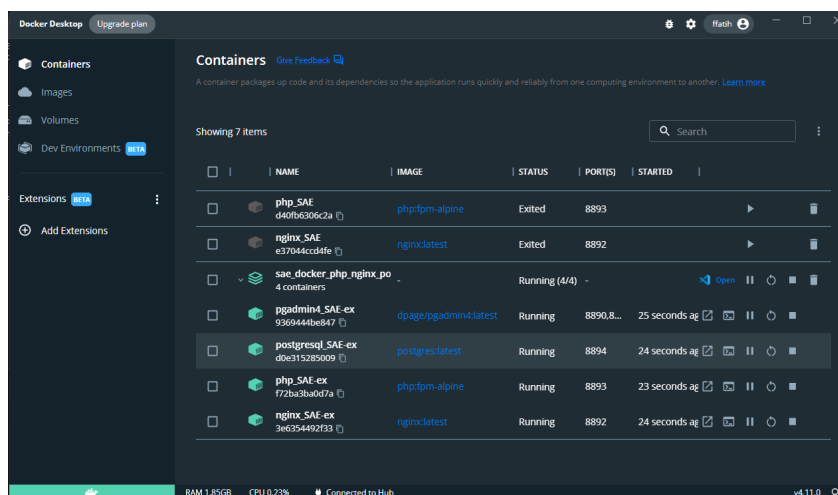 Docker Desktop Upgrade plan ffatih
Containers
Images
Volumes
Dev Environments BETA
Extensions BETA
Add Extensions
Containers Give Feedback
A container packages up code and its dependencies so the application runs quickly and reliably from one computing environment to another. Learn more
Showing 7 items Search
NAME IMAGE STATUS PORT(S) STARTED
php_SAE php:fpm-alpine Exited 8893
d40fb6306c2a
nginx_SAE nginx:latest Exited 8892
e37044ccd4fe
sae_docker_php_nginx_po - Running (4/4) - Open
4 containers
pgadmin4_SAE-ex dpage/pgadmin4:latest Running 8890,8... 25 seconds ag
9369444be847
postgresql_SAE-ex postgres:latest Running 8894 24 seconds ag
d0e315285009
php_SAE-ex php:fpm-alpine Running 8893 23 seconds ag
f72ba3ba0d7a
nginx_SAE-ex nginx:latest Running 8892 24 seconds ag
3e6354492f33
RAM 1.85GB CPU 0.23% Connected to Hub v4.11.0